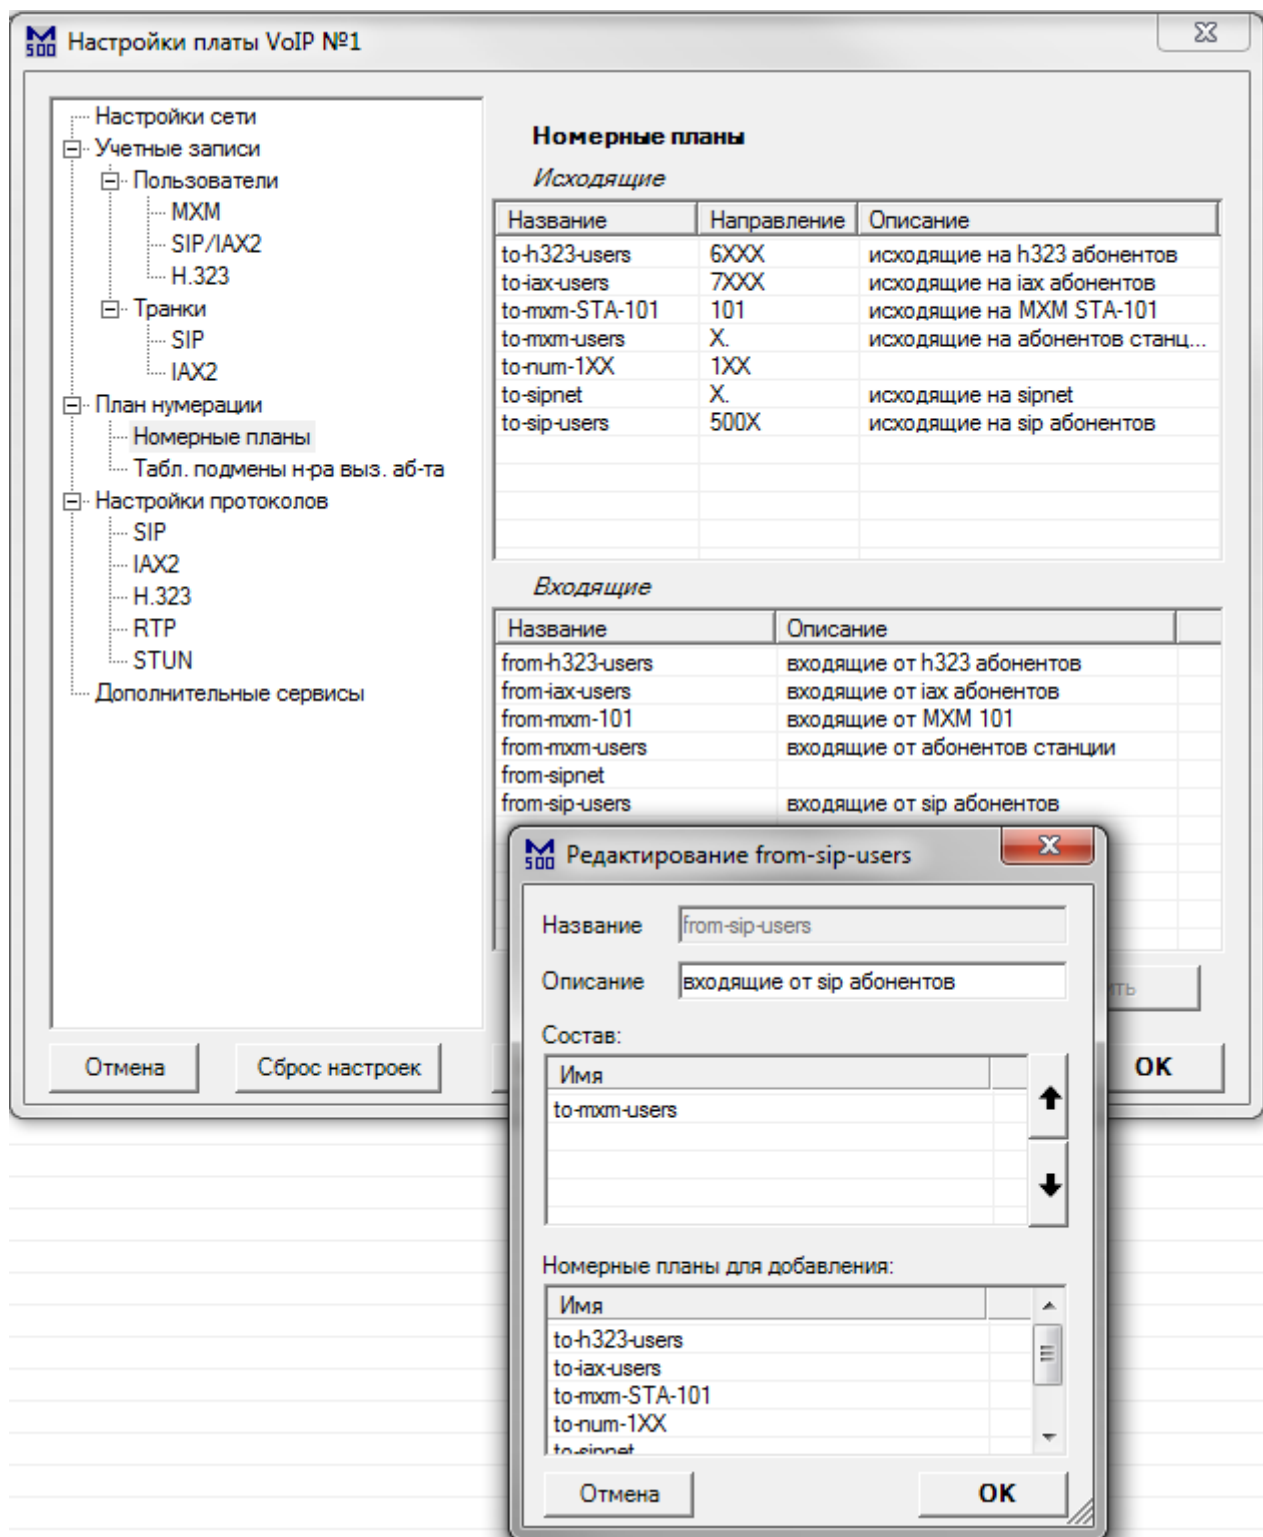 M 500 Настройки платы VoIP №1
Настройки сети
Учетные записи
Пользователи
MXM
SIP/IAX2
H.323
Транки
SIP
IAX2
План нумерации
Номерные планы
Табл. подмены н-ра выз. аб-та
Настройки протоколов
SIP
IAX2
H.323
RTP
STUN
Дополнительные сервисы
Номерные планы
Исходящие
Название Направление Описание
to-h323-users 6XXX исходящие на h323 абонентов
to-iax-users 7XXX исходящие на iax абонентов
to-mxm-STA-101 101 исходящие на MXM STA-101
to-mxm-users X. исходящие на абонентов станц...
to-num-1XX 1XX
to-sipnet X. исходящие на sipnet
to-sip-users 500X исходящие на sip абонентов
Входящие
Название Описание
from-h323-users входящие от h323 абонентов
from-iax-users входящие от iax абонентов
from-mxm-101 входящие от MXM 101
from-mxm-users входящие от абонентов станции
from-sipnet
from-sip-users входящие от sip абонентов
Отмена Сброс настроек OK
M 500 Редактирование from-sip-users
Название from-sip-users
Описание входящие от sip абонентов
Состав:
Имя
to-mxm-users
Номерные планы для добавления:
Имя
to-h323-users
to-iax-users
to-mxm-STA-101
to-num-1XX
to-sipnet
Отмена OK